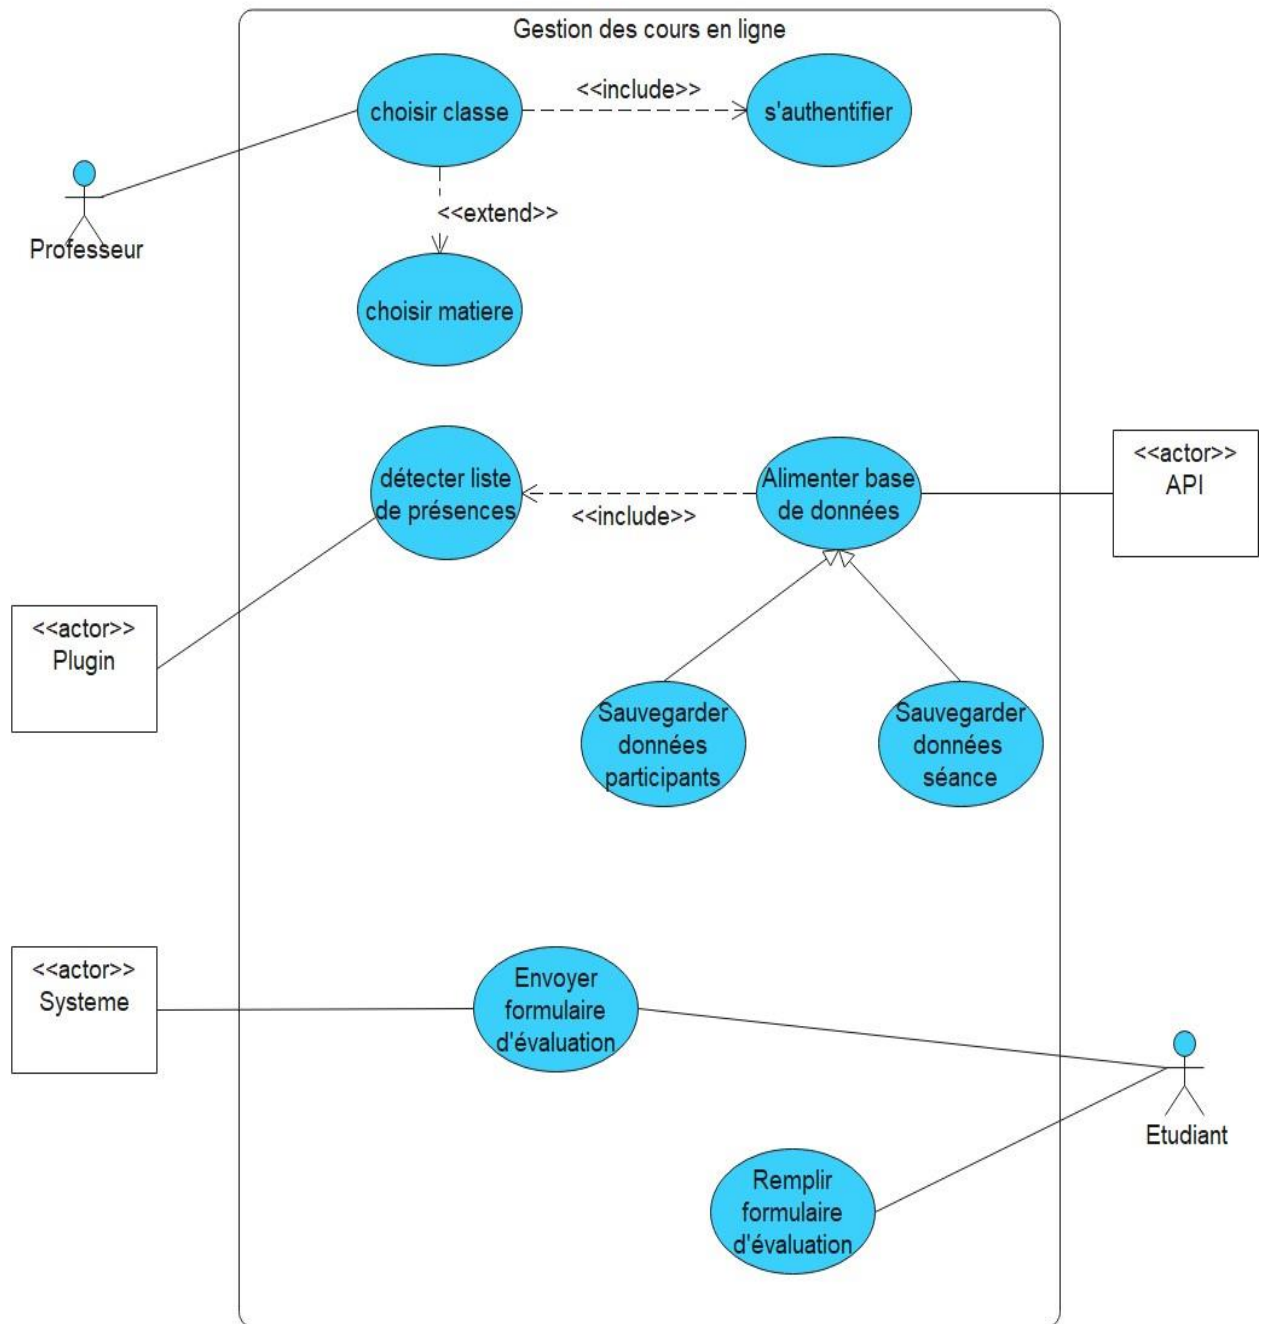 Gestion des cours en ligne
choisir classe
<<include>>
s'authentifier
Professeur
<<extend>>
choisir matiere
détecter liste
de présences
<<include>>
Alimenter base
de données
<<actor>>
API
<<actor>>
Plugin
Sauvegarder
données
participants
Sauvegarder
données
séance
<<actor>>
Systeme
Envoyer
formulaire
d'évaluation
Etudiant
Remplir
formulaire
d'évaluation